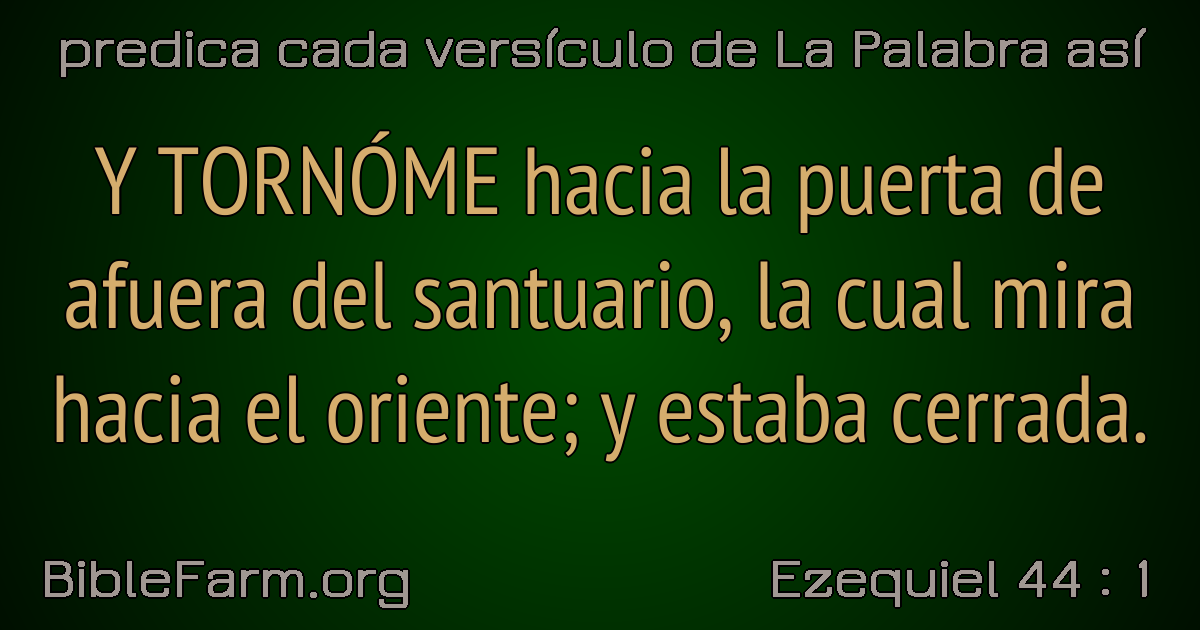 predica cada versículo de La Palabra así
Y TORNÓME hacia la puerta de
afuera del santuario, la cual mira
hacia el oriente; y estaba cerrada.
BibleFarm.org
Ezequiel 44 : 1